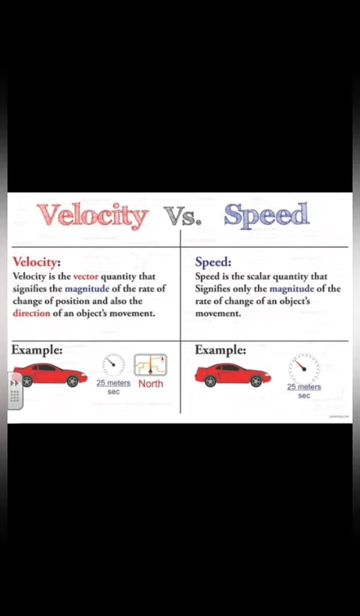 Velocity Vs. Speed
Velocity:
Velocity is the vector quantity that
signifies the magnitude of the rate of
change of position and also the
direction of an object's movement.
Speed:
Speed is the scalar quantity that
Signifies only the magnitude of the
rate of change of an object's
movement.
Example:
25 meters
sec
North
Example:
25 meters
sec